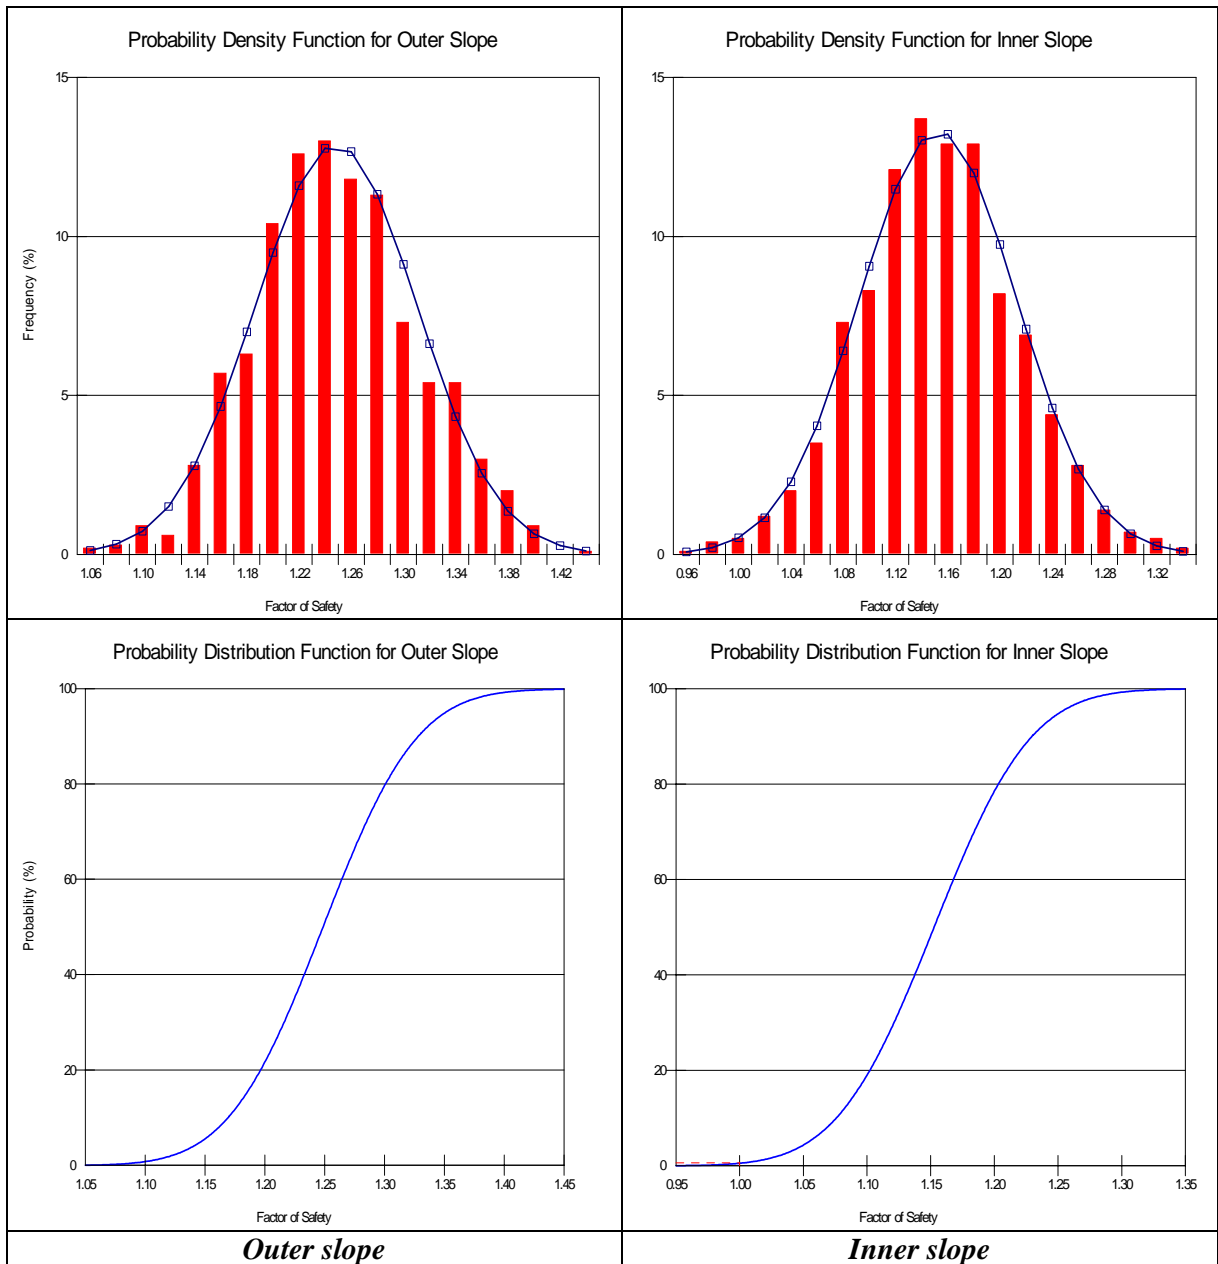 Probability Density Function for Outer Slope
15
10
5
0
Frequency (%)
1.06 1.10 1.14 1.18 1.22 1.26 1.30 1.34 1.38 1.42
Factor of Safety
Probability Density Function for Inner Slope
15
10
5
0
0.96 1.00 1.04 1.08 1.12 1.16 1.20 1.24 1.28 1.32
Factor of Safety
Probability Distribution Function for Outer Slope
100
80
60
40
20
0
Probability (%)
1.05 1.10 1.15 1.20 1.25 1.30 1.35 1.40 1.45
Factor of Safety
Probability Distribution Function for Inner Slope
100
80
60
40
20
0
0.95 1.00 1.05 1.10 1.15 1.20 1.25 1.30 1.35
Factor of Safety
Outer slope
Inner slope